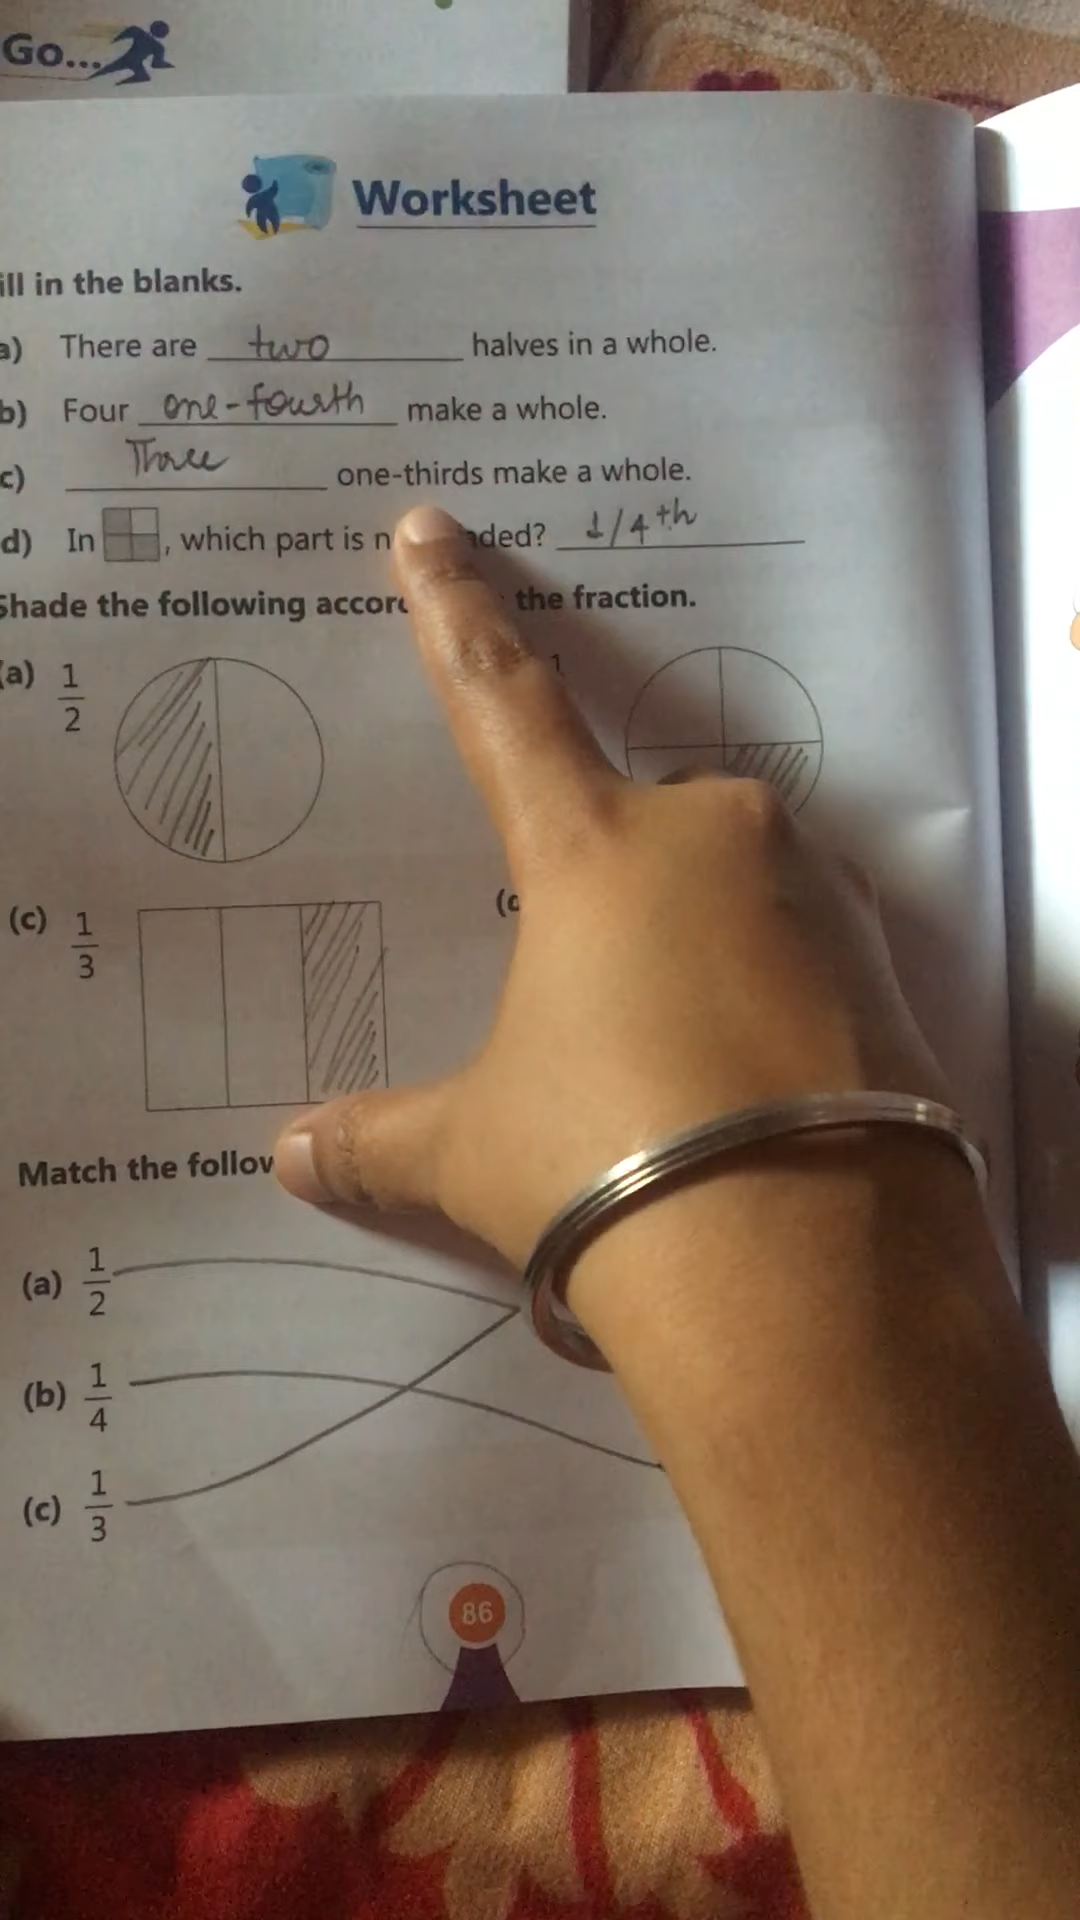 Go...
Worksheet
ill in the blanks.
a) There are two halves in a whole.
b) Four one-fourth make a whole.
c) Three one-thirds make a whole.
d) In , which part is n ded? 1/4th
Shade the following accor the fraction.
(a) 1/2
1
(c) 1/3
Match the follow
(a) 1/2
(b) 1/4
(c) 1/3
86